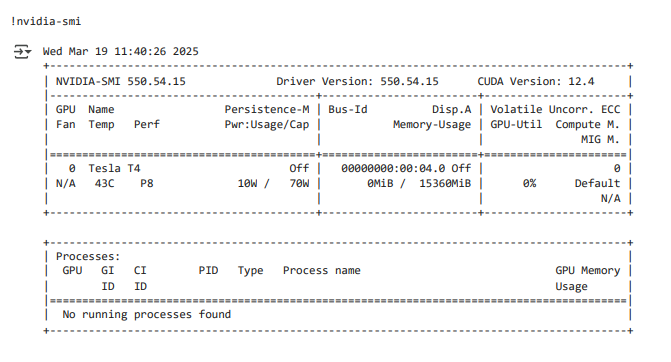 !nvidia-smi
Wed Mar 19 11:40:26 2025
+-----------------------------------------------------------------------------------------+
| NVIDIA-SMI 550.54.15              Driver Version: 550.54.15      CUDA Version: 12.4     |
|-----------------------------------------+------------------------+----------------------+
| GPU  Name                 Persistence-M | Bus-Id          Disp.A | Volatile Uncorr. ECC |
| Fan  Temp   Perf          Pwr:Usage/Cap |           Memory-Usage | GPU-Util  Compute M. |
|                                         |                        |               MIG M. |
|=========================================+========================+======================|
|   0  Tesla T4                       Off |   00000000:00:04.0 Off |                    0 |
| N/A   43C    P8             10W /   70W |       0MiB /  15360MiB |      0%      Default |
|                                         |                        |                  N/A |
+-----------------------------------------+------------------------+----------------------+
+-----------------------------------------------------------------------------------------+
| Processes:                                                                              |
|  GPU   GI   CI        PID   Type   Process name                              GPU Memory |
|        ID   ID                                                               Usage      |
|=========================================================================================|
|  No running processes found                                                             |
+-----------------------------------------------------------------------------------------+